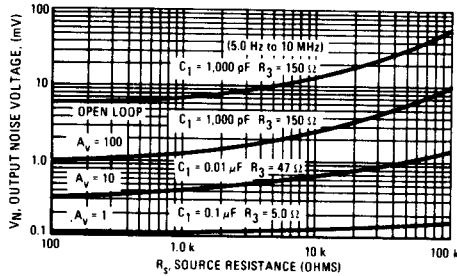 100
(5.0 Hz to 10 MHz)
C1 = 1,000 pF R3 = 150 Ω
10
OPEN LOOP
C1 = 1,000 pF R3 = 150 Ω
Av = 100
1.0
C1 = 0.01 µF R3 = 47 Ω
Av = 10
Av = 1
C1 = 0.1 µF R3 = 5.0 Ω
0.1
100
1.0 k
10 k
100 k
RS, SOURCE RESISTANCE (OHMS)
VN, OUTPUT NOISE VOLTAGE, (mV)